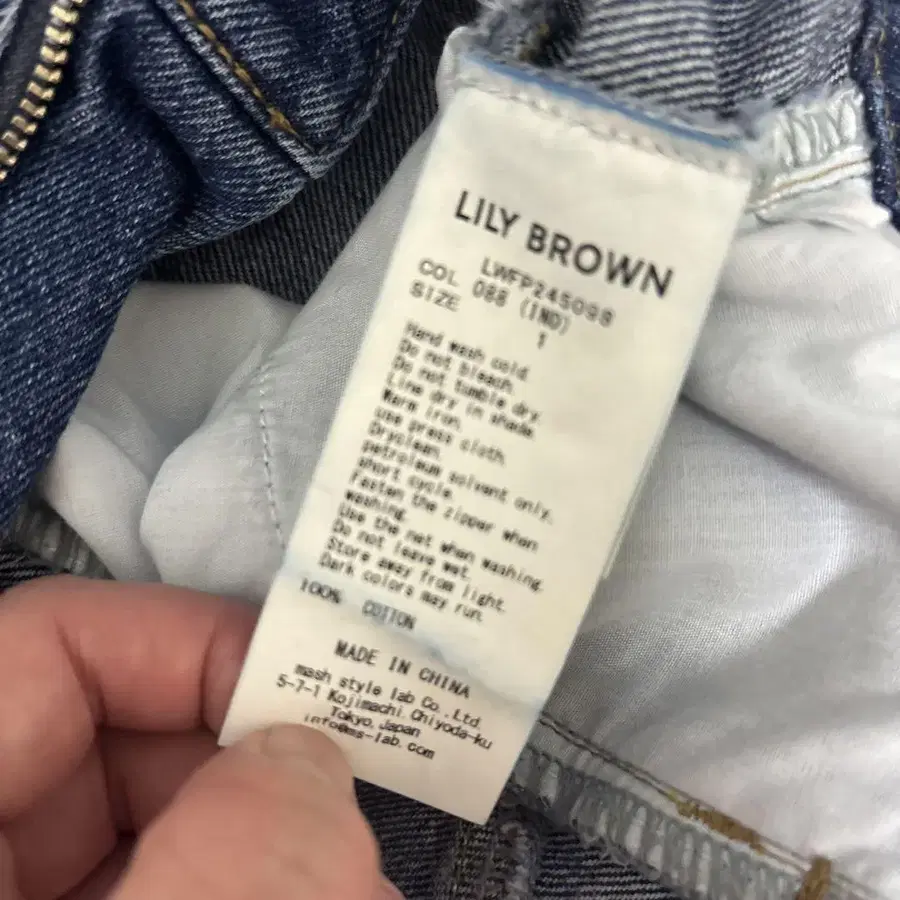 LILY BROWN
LWFP245098
COL 088 (IND)
SIZE 1
Hand wash cold
Do not bleach.
Do not tumble dry.
Line dry in shade.
Warm iron.
use press cloth.
Dryclean.
petroleum solvent only.
short cycle.
Fasten the zipper when
washing.
Use the net when washing.
Do not leave wet.
Store away from light.
Dark colors may run.
100% COTTON
MADE IN CHINA
mash style lab Co.,Ltd.
5-7-1 Kojimachi Chiyoda-ku
Tokyo, Japan
info@ms-lab.com